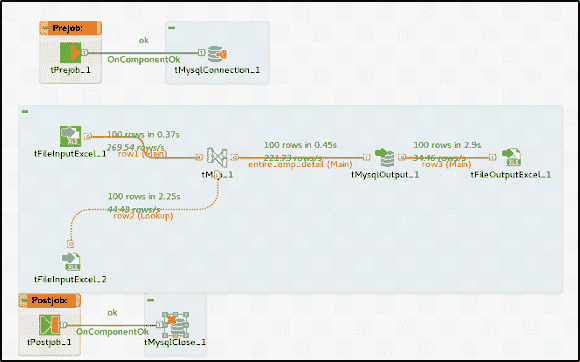 Prejob:
ok
OnComponentOk
tPrejob_1
tMysqlConnection_1
100 rows in 0.37s
269.54 rows/s
row1 (Main)
tFileInputExcel_1
100 rows in 0.45s
221.73 rows/s
entire_emp_detail (Main)
100 rows in 2.9s
34.46 rows/s
row3 (Main)
tMap_1
tMysqlOutput_1
tFileOutputExcel_1
100 rows in 2.25s
44.48 rows/s
row2 (Lookup)
tFileInputExcel_2
Postjob:
ok
OnComponentOk
tPostjob_1
tMysqlClose_1